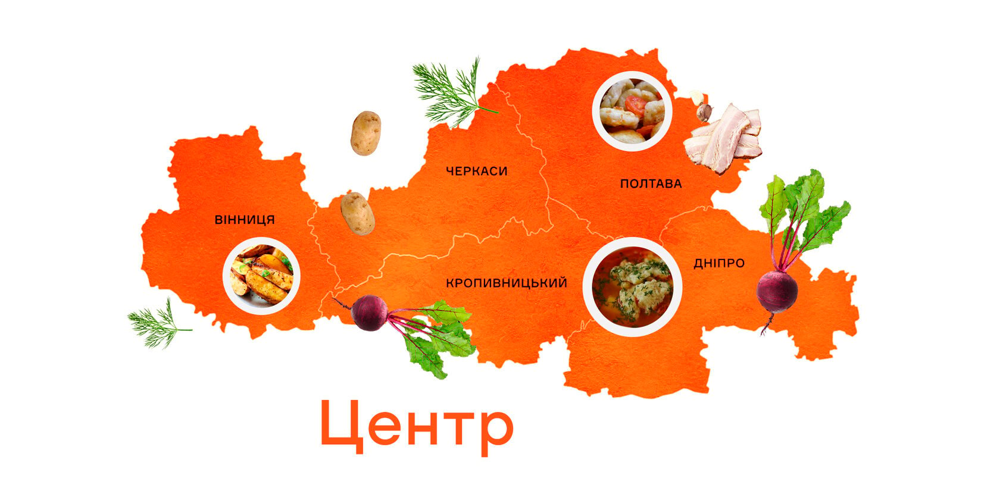 ЧЕРКАСИ
ПОЛТАВА
ВІННИЦЯ
ДНІПРО
КРОПИВНИЦЬКИЙ
Центр